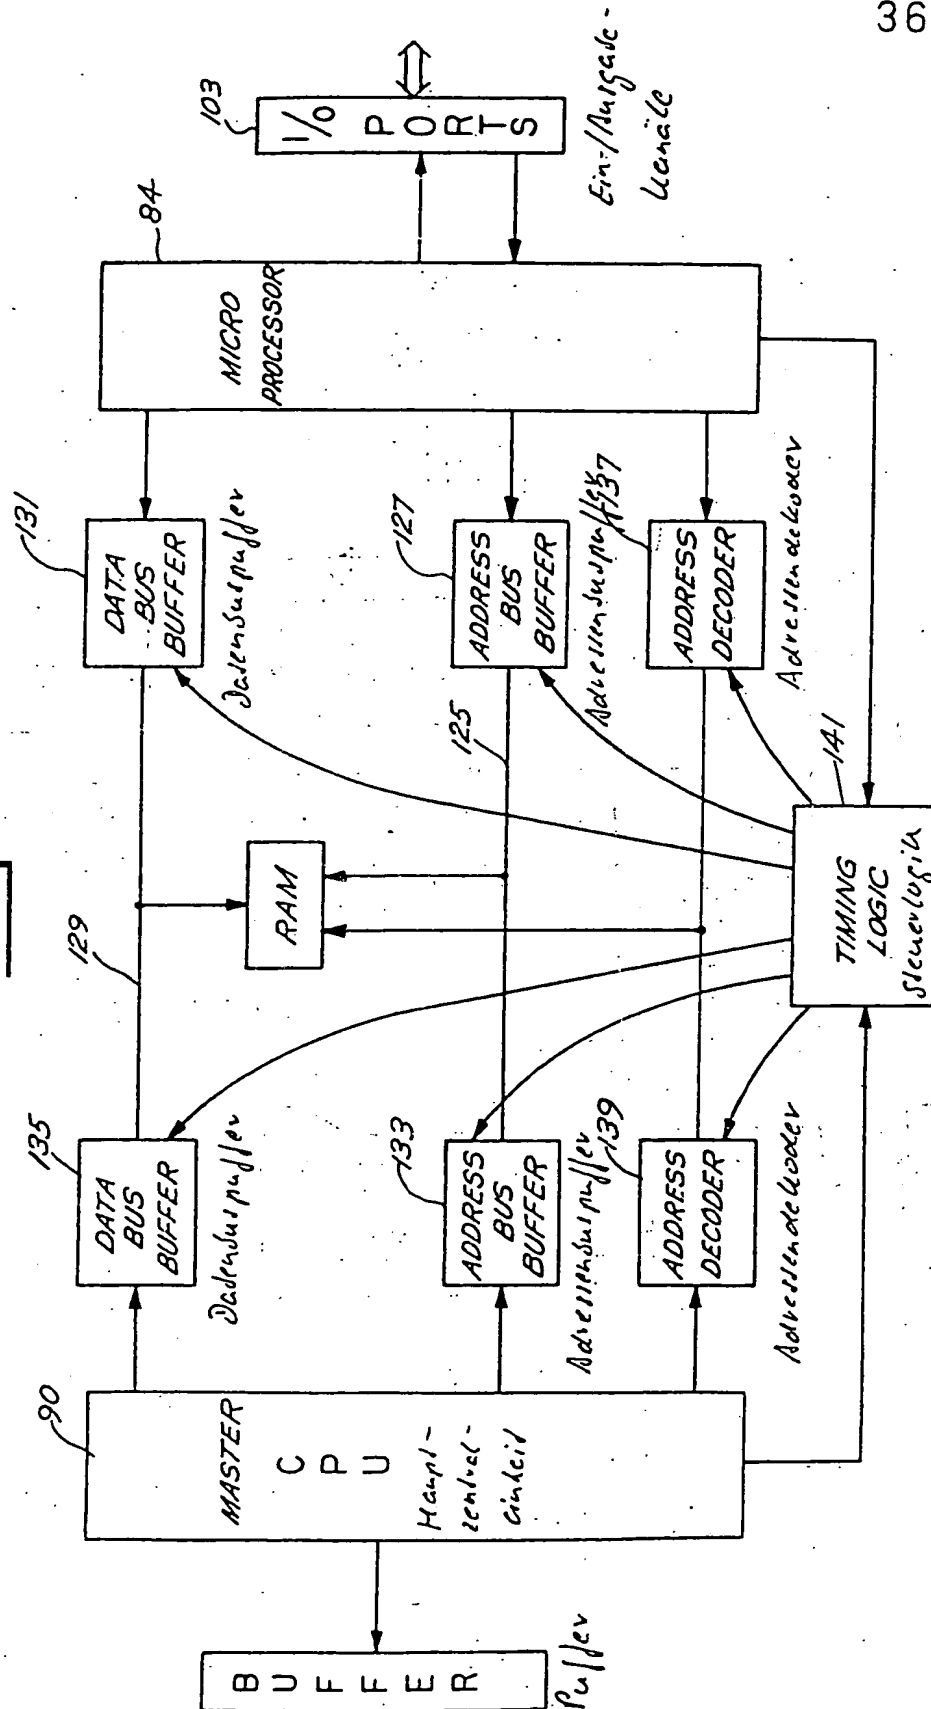 36
103
I/O
PORTS
Ein-/Ausgabe-
kanäle
84
MICRO
PROCESSOR
131
DATA
BUS
BUFFER
Datenbuspuffer
127
ADDRESS
BUS
BUFFER
Adressenbuspuffer
137
ADDRESS
DECODER
Adressendekoder
129
125
RAM
141
TIMING
LOGIC
Steuerlogik
135
DATA
BUS
BUFFER
Datenbuspuffer
133
ADDRESS
BUS
BUFFER
Adressenbuspuffer
139
ADDRESS
DECODER
Adressendekoder
90
MASTER
CPU
Haupt-
zentral-
einheit
BUFFER
Puffer